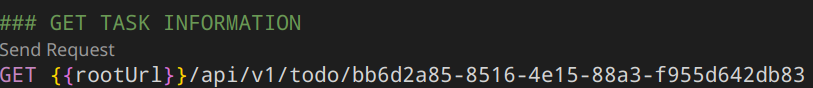 ### GET TASK INFORMATION
Send Request
GET {{rootUrl}}/api/v1/todo/bb6d2a85-8516-4e15-88a3-f955d642db83